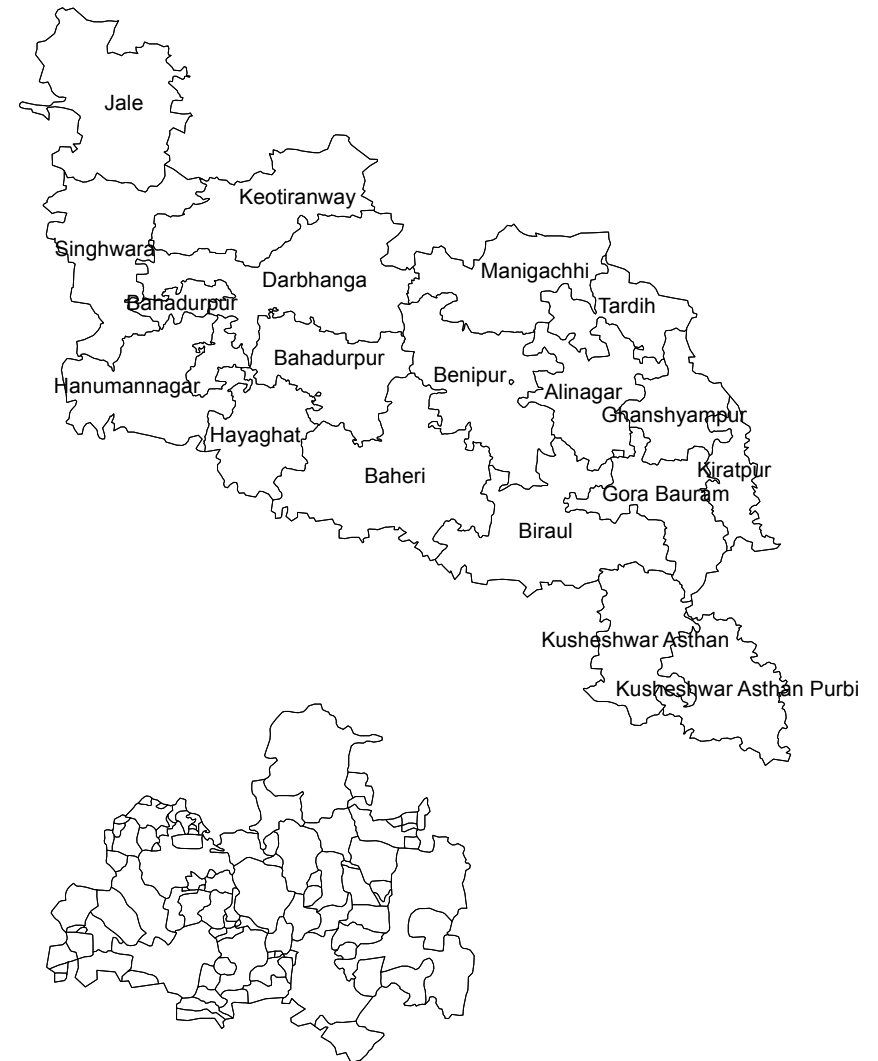 Jale
Keotiranway
Singhwara
Darbhanga
Manigachhi
Bahadurpur
Tardih
Bahadurpur
Benipur
Hanumannagar
Alinagar
Ghanshyampur
Hayaghat
Kiratpur
Baheri
Gora Bauram
Biraul
Kusheshwar Asthan
Kusheshwar Asthan Purbi